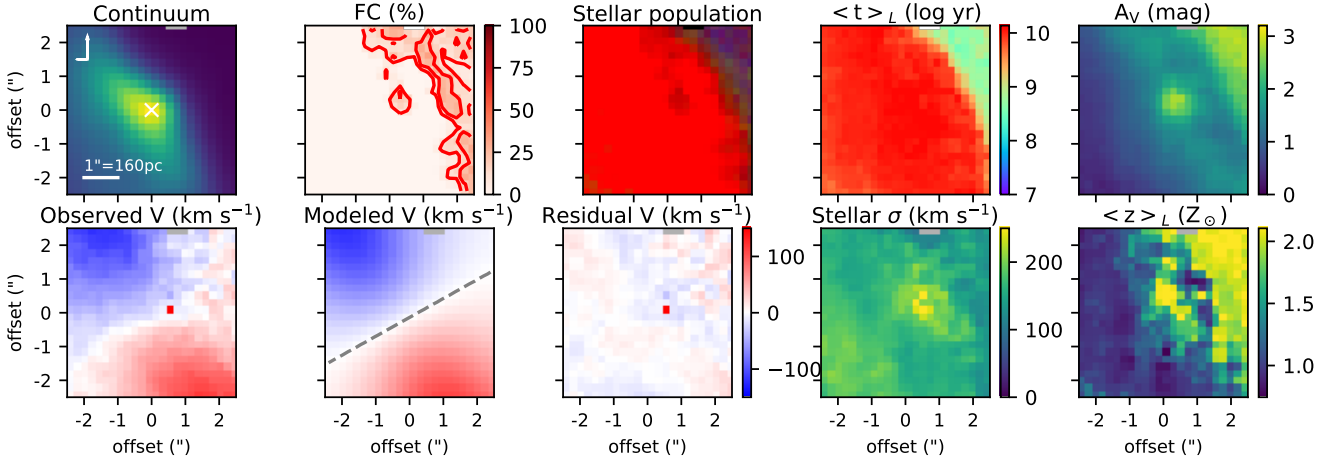 Continuum
FC (%)
Stellar population
< t >L (log yr)
AV (mag)
offset (")
2
1
0
-1
-2
1"=160pc
100
75
50
25
0
10
9
8
7
3
2
1
0
Observed V (km s−1)
Modeled V (km s−1)
Residual V (km s−1)
Stellar σ (km s−1)
< z >L (Z⊙)
offset (")
2
1
0
-1
-2
100
0
−100
200
100
0
2.0
1.5
1.0
-2 -1 0 1 2
-2 -1 0 1 2
-2 -1 0 1 2
-2 -1 0 1 2
-2 -1 0 1 2
offset (")
offset (")
offset (")
offset (")
offset (")